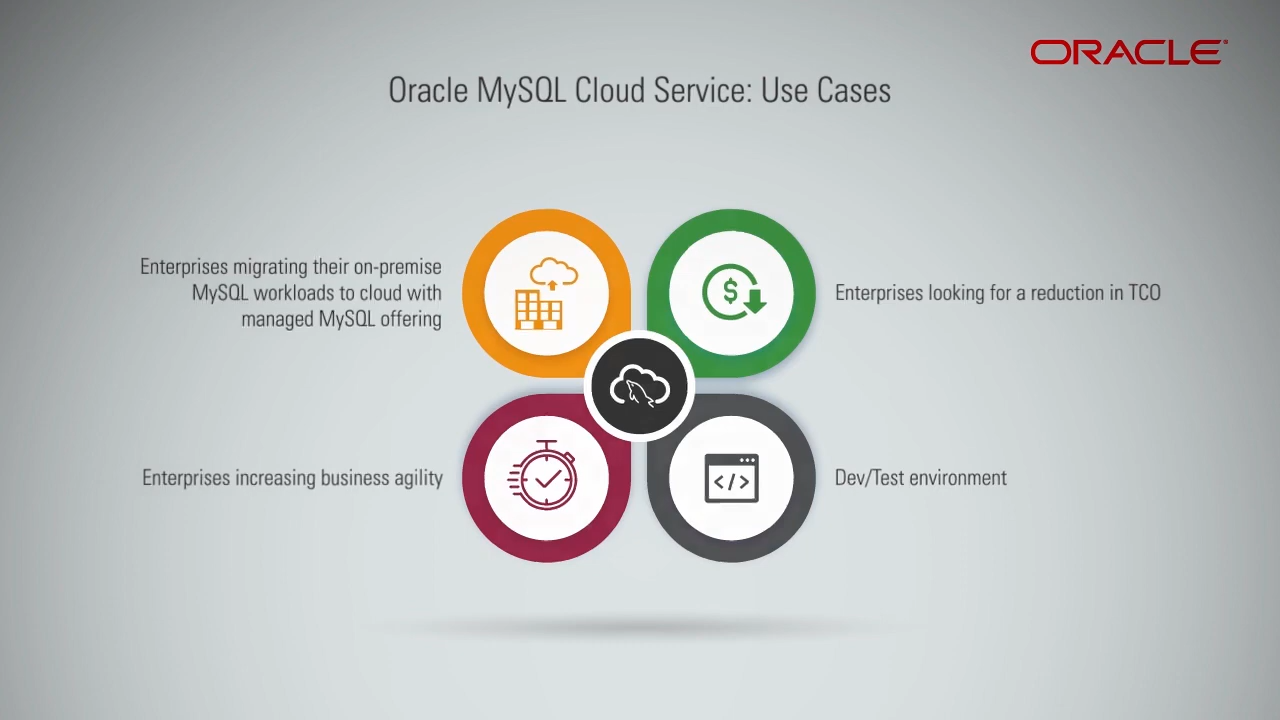 ORACLE
Oracle MySQL Cloud Service: Use Cases
Enterprises migrating their on-premise
MySQL workloads to cloud with
managed MySQL offering
$
Enterprises looking for a reduction in TCO
Enterprises increasing business agility
</>
Dev/Test environment